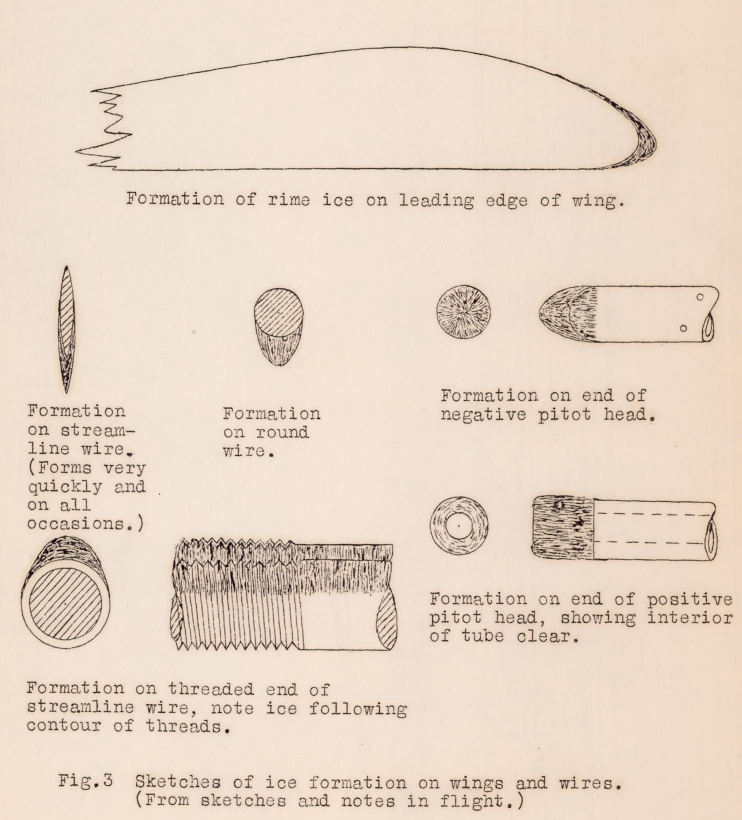 Formation of rime ice on leading edge of wing.
Formation
on stream-
line wire.
(Forms very
quickly and
on all
occasions.)
Formation
on round
wire.
Formation on end of
negative pitot head.
Formation on end of positive
pitot head, showing interior
of tube clear.
Formation on threaded end of
streamline wire, note ice following
contour of threads.
Fig.3 Sketches of ice formation on wings and wires.
(From sketches and notes in flight.)